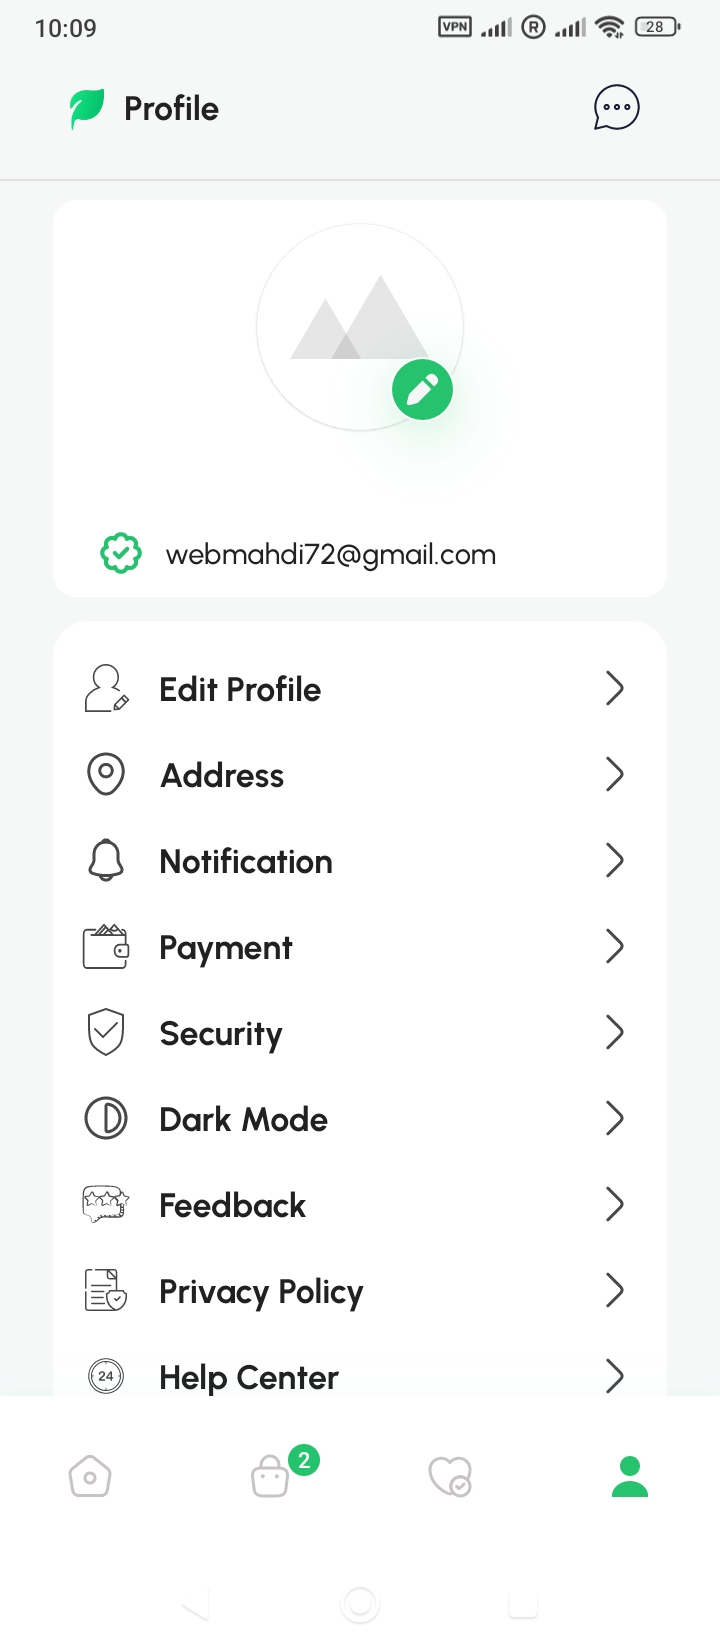 10:09
VPN
R
28
Profile
webmahdi72@gmail.com
Edit Profile
Address
Notification
Payment
Security
Dark Mode
Feedback
Privacy Policy
24
Help Center
2